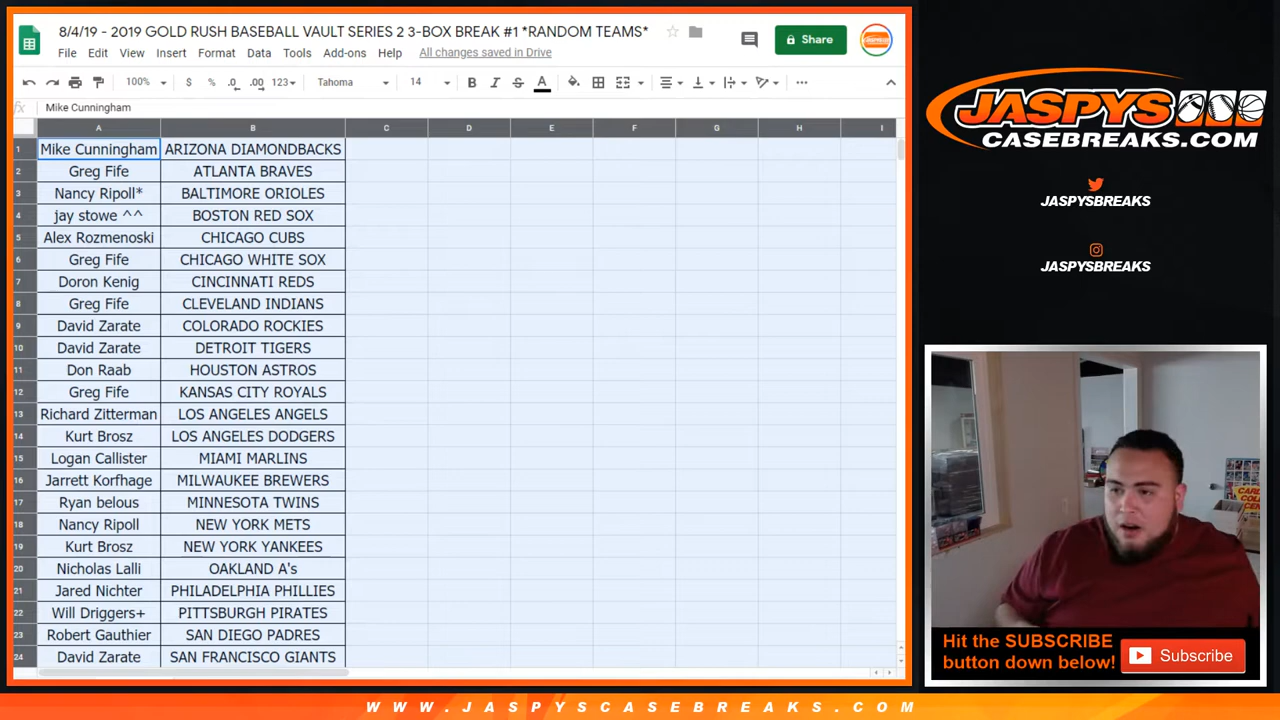 8/4/19 - 2019 GOLD RUSH BASEBALL VAULT SERIES 2 3-BOX BREAK #1 *RANDOM TEAMS*
File Edit View Format Data Tools Add-ons Help All changes saved in Drive
Share
100% $ % .0 .00 123 Tahoma 14 B I S A
fx Mike Cunningham
A B C D E F G H I
1 Mike Cunningham ARIZONA DIAMONDBACKS
2 Greg Fife ATLANTA BRAVES
3 Nancy Ripoll* BALTIMORE ORIOLES
4 jay stowe ^^ BOSTON RED SOX
5 Alex Rozmenoski CHICAGO CUBS
6 Greg Fife CHICAGO WHITE SOX
7 Doron Kenig CINCINNATI REDS
8 Greg Fife CLEVELAND INDIANS
9 David Zarate COLORADO ROCKIES
10 David Zarate DETROIT TIGERS
11 Don Raab HOUSTON ASTROS
12 Greg Fife KANSAS CITY ROYALS
13 Richard Zitterman LOS ANGELES ANGELS
14 Kurt Brosz LOS ANGELES DODGERS
15 Logan Callister MIAMI MARLINS
16 Jarrett Korfhage MILWAUKEE BREWERS
17 Ryan belous MINNESOTA TWINS
18 Nancy Ripoll NEW YORK METS
19 Kurt Brosz NEW YORK YANKEES
20 Nicholas Lalli OAKLAND A's
21 Jared Nichter PHILADELPHIA PHILLIES
22 Will Driggers+ PITTSBURGH PIRATES
23 Robert Gauthier SAN DIEGO PADRES
24 David Zarate SAN FRANCISCO GIANTS
JASPYS
CASEBREAKS.COM
JASPYSBREAKS
JASPYSBREAKS
Hit the SUBSCRIBE
button down below!
Subscribe
WWW.JASPYSCASEBREAKS.COM